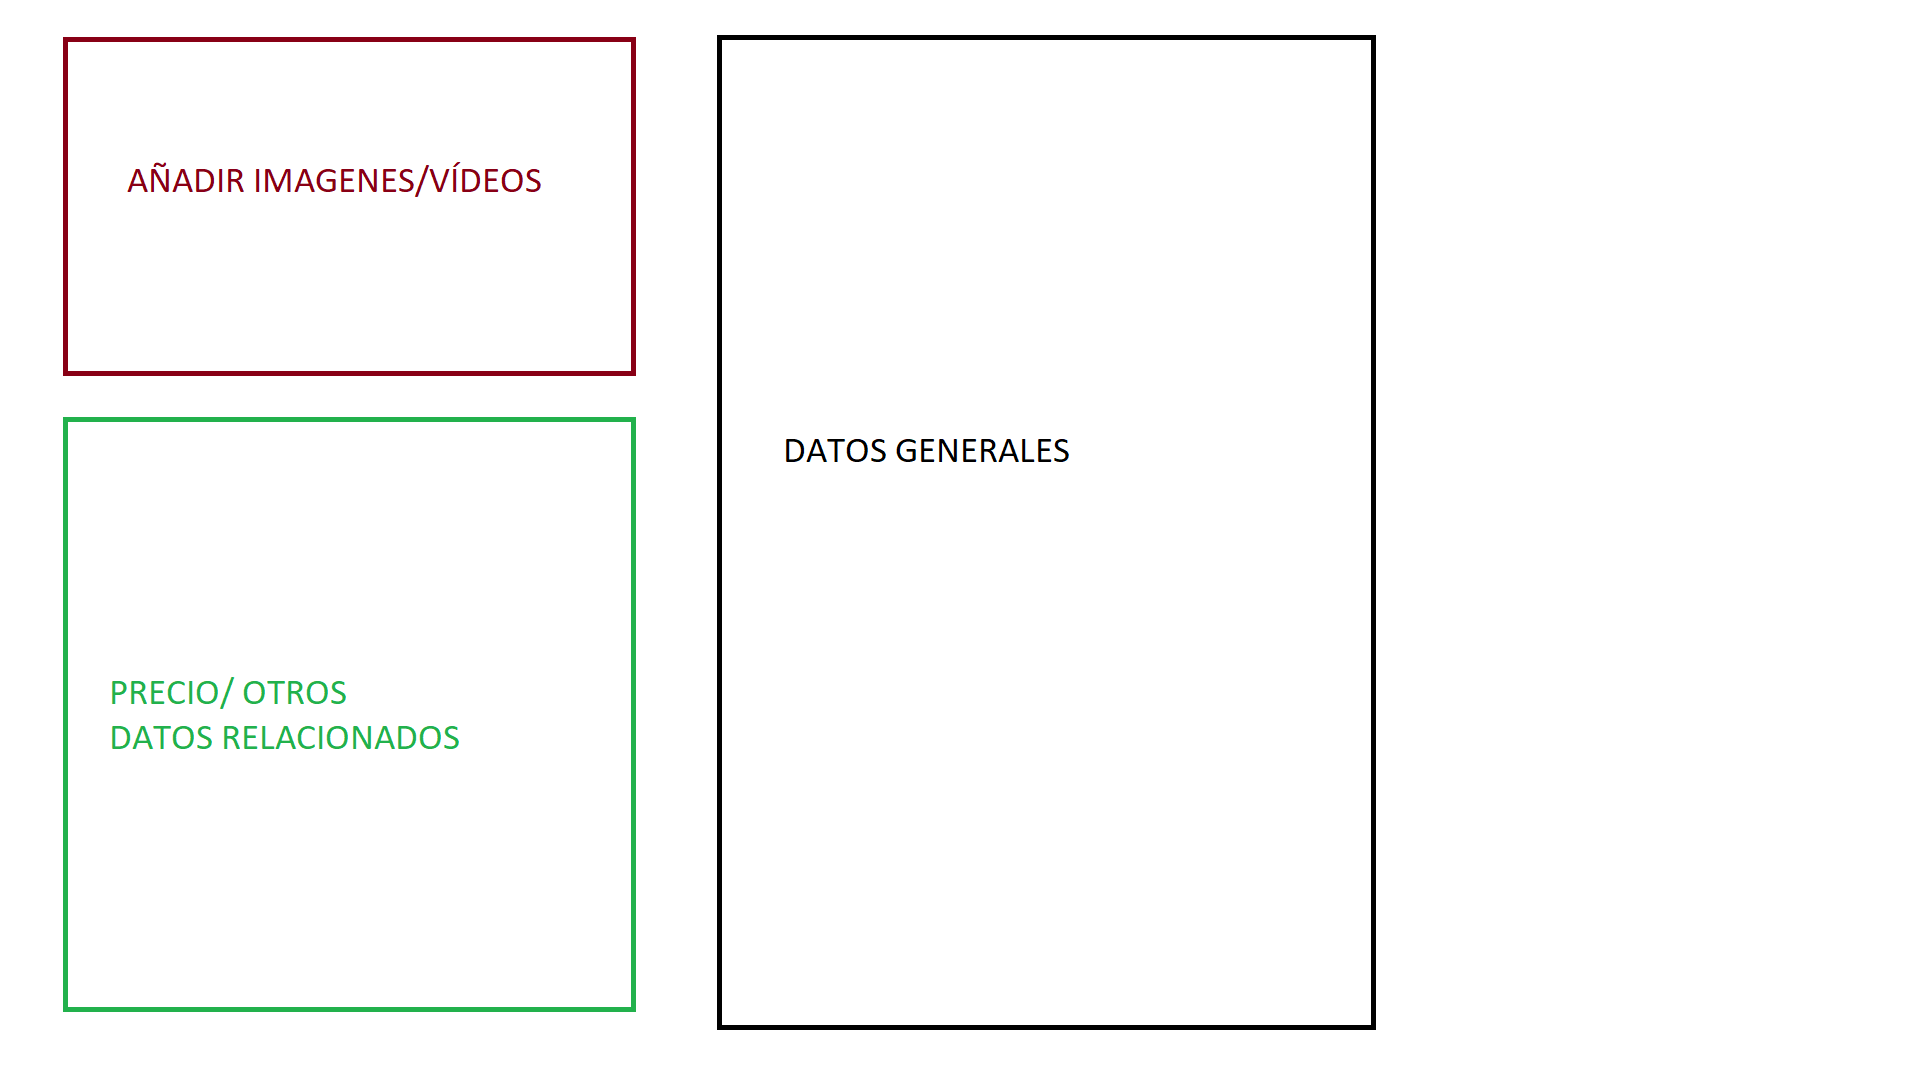 AÑADIR IMAGENES/VÍDEOS
PRECIO/ OTROS
DATOS RELACIONADOS
DATOS GENERALES